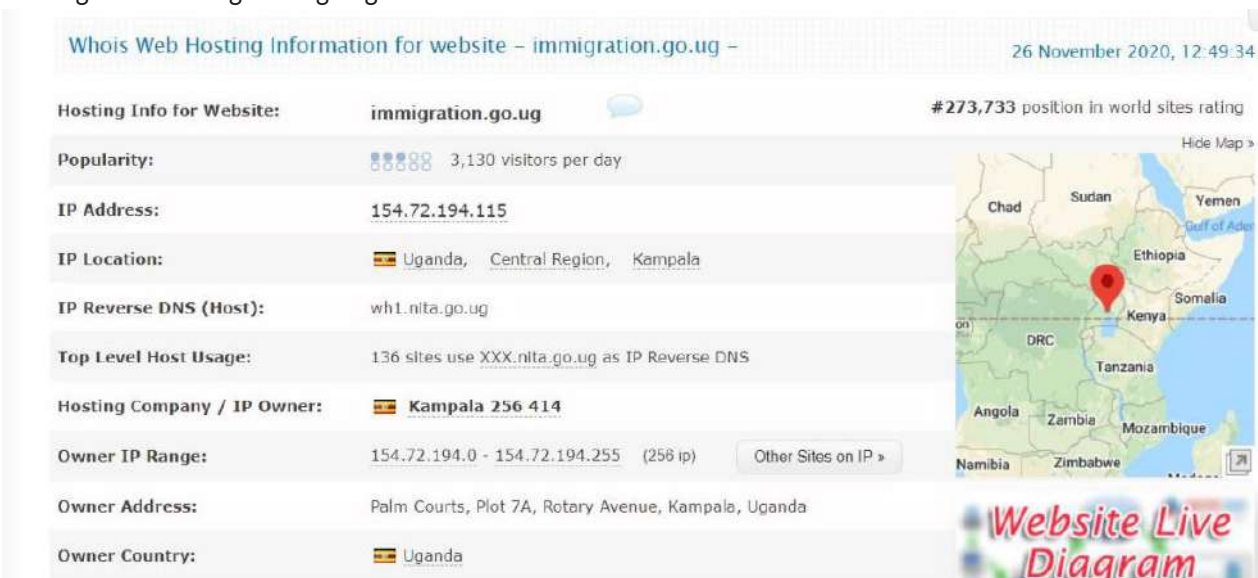 Whois Web Hosting Information for website – immigration.go.ug –
26 November 2020, 12:49:34
Hosting Info for Website: immigration.go.ug
#273,733 position in world sites rating
Hide Map »
Popularity: 3,130 visitors per day
IP Address: 154.72.194.115
IP Location: Uganda, Central Region, Kampala
IP Reverse DNS (Host): wh1.nita.go.ug
Top Level Host Usage: 136 sites use XXX.nita.go.ug as IP Reverse DNS
Hosting Company / IP Owner: Kampala 256 414
Owner IP Range: 154.72.194.0 - 154.72.194.255 (256 ip) Other Sites on IP »
Owner Address: Palm Courts, Plot 7A, Rotary Avenue, Kampala, Uganda
Owner Country: Uganda
Chad
Sudan
Yemen
Gulf of Aden
Ethiopia
Somalia
Kenya
DRC
Tanzania
Angola
Zambia
Mozambique
Namibia
Zimbabwe
Website Live
Diagram